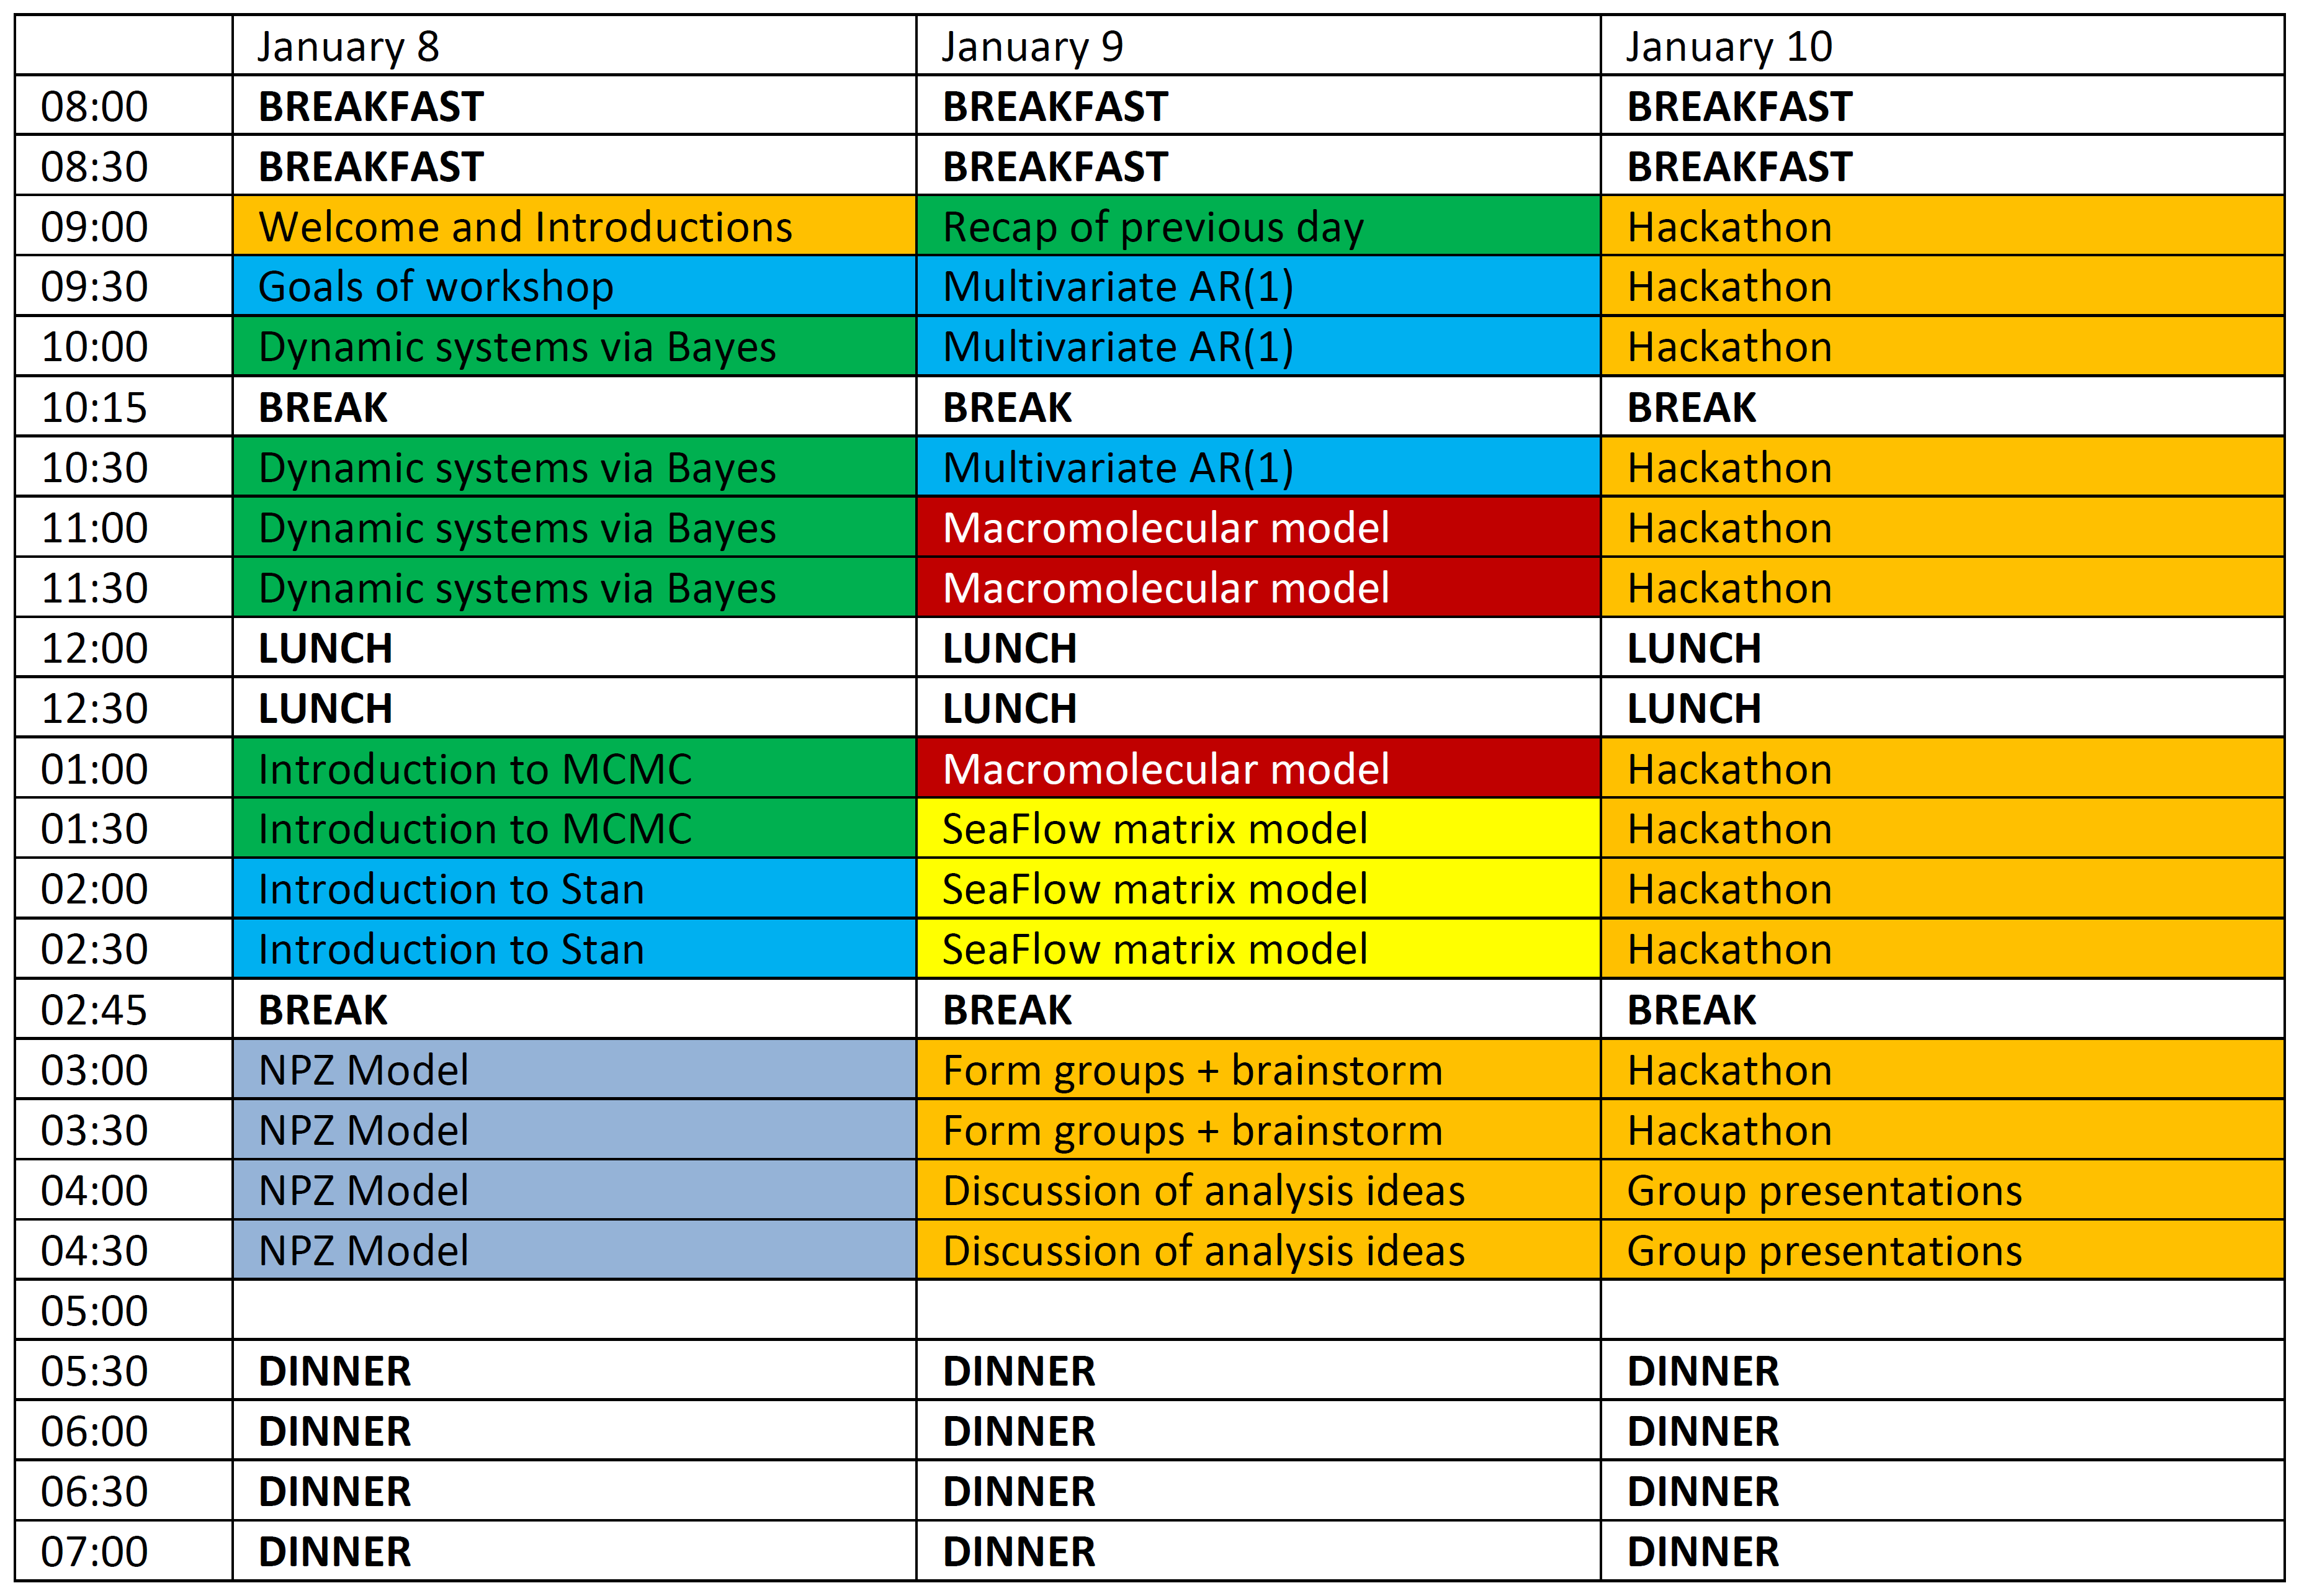 January 8 January 9 January 10
08:00 BREAKFAST BREAKFAST BREAKFAST
08:30 BREAKFAST BREAKFAST BREAKFAST
09:00 Welcome and Introductions Recap of previous day Hackathon
09:30 Goals of workshop Multivariate AR(1) Hackathon
10:00 Dynamic systems via Bayes Multivariate AR(1) Hackathon
10:15 BREAK BREAK BREAK
10:30 Dynamic systems via Bayes Multivariate AR(1) Hackathon
11:00 Dynamic systems via Bayes Macromolecular model Hackathon
11:30 Dynamic systems via Bayes Macromolecular model Hackathon
12:00 LUNCH LUNCH LUNCH
12:30 LUNCH LUNCH LUNCH
01:00 Introduction to MCMC Macromolecular model Hackathon
01:30 Introduction to MCMC SeaFlow matrix model Hackathon
02:00 Introduction to Stan SeaFlow matrix model Hackathon
02:30 Introduction to Stan SeaFlow matrix model Hackathon
02:45 BREAK BREAK BREAK
03:00 NPZ Model Form groups + brainstorm Hackathon
03:30 NPZ Model Form groups + brainstorm Hackathon
04:00 NPZ Model Discussion of analysis ideas Group presentations
04:30 NPZ Model Discussion of analysis ideas Group presentations
05:00
05:30 DINNER DINNER DINNER
06:00 DINNER DINNER DINNER
06:30 DINNER DINNER DINNER
07:00 DINNER DINNER DINNER